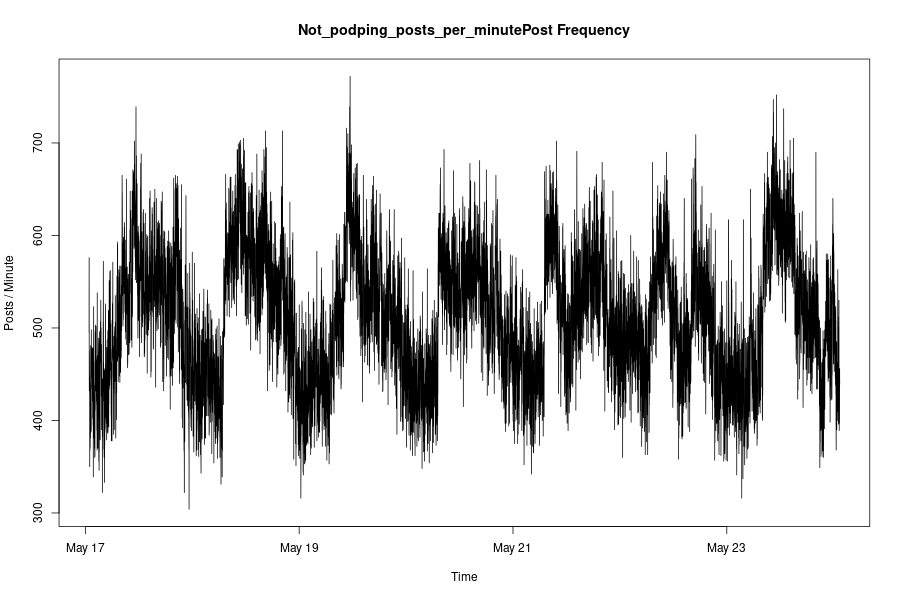 Not_podping_posts_per_minutePost Frequency
Posts / Minute
700
600
500
400
300
May 17
May 19
May 21
May 23
Time